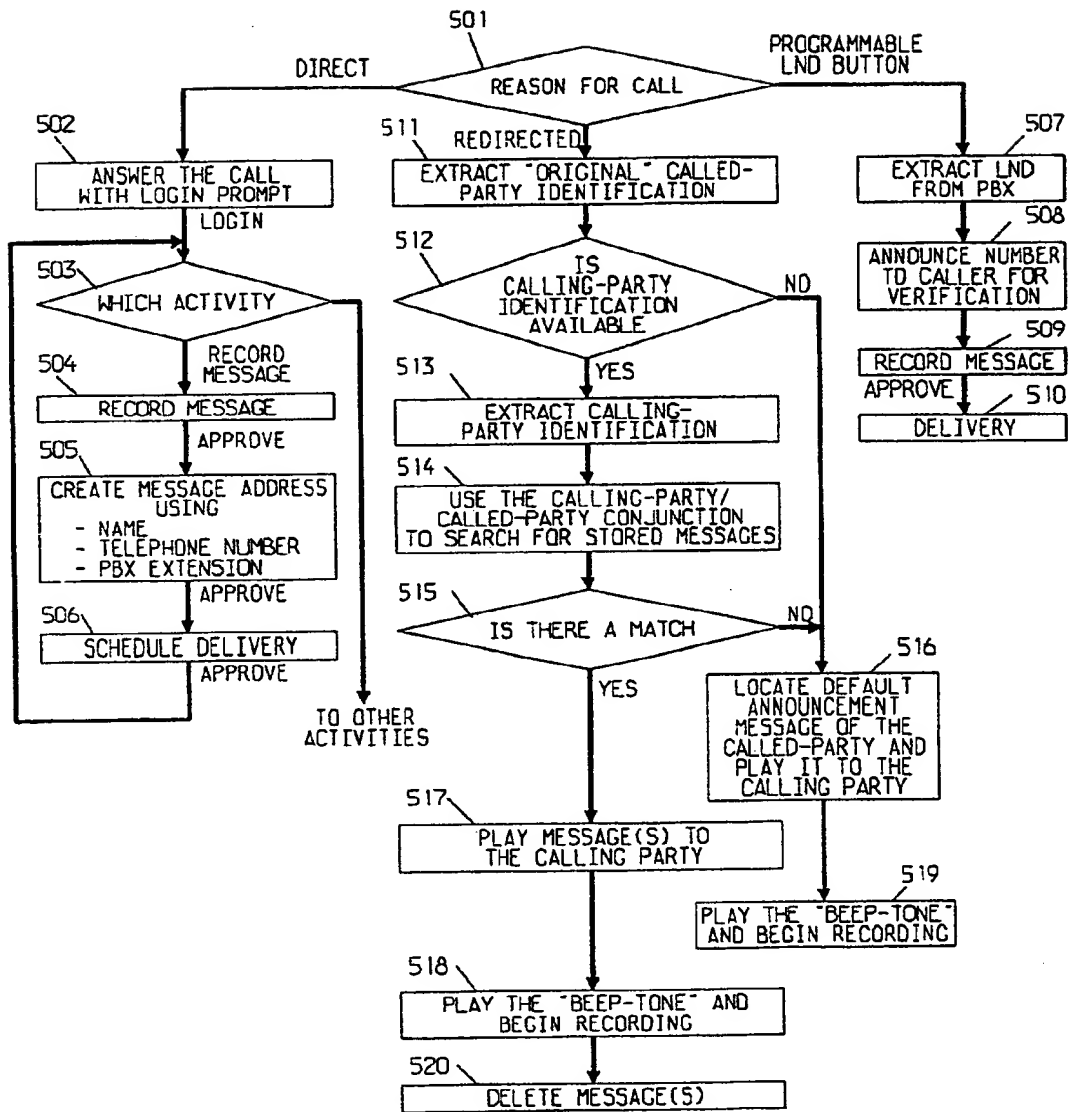 501
REASON FOR CALL
DIRECT
PROGRAMMABLE
LND BUTTON
REDIRECTED
502
ANSWER THE CALL
WITH LOGIN PROMPT
LOGIN
503
WHICH ACTIVITY
RECORD
MESSAGE
504
RECORD MESSAGE
APPROVE
505
CREATE MESSAGE ADDRESS
USING
- NAME
- TELEPHONE NUMBER
- PBX EXTENSION
APPROVE
506
SCHEDULE DELIVERY
APPROVE
TO OTHER
ACTIVITIES
511
EXTRACT "ORIGINAL" CALLED-
PARTY IDENTIFICATION
512
IS
CALLING-PARTY
IDENTIFICATION
AVAILABLE
NO
YES
513
EXTRACT CALLING-
PARTY IDENTIFICATION
514
USE THE CALLING-PARTY/
CALLED-PARTY CONJUNCTION
TO SEARCH FOR STORED MESSAGES
515
IS THERE A MATCH
NO
YES
516
LOCATE DEFAULT
ANNOUNCEMENT
MESSAGE OF THE
CALLED-PARTY AND
PLAY IT TO THE
CALLING PARTY
517
PLAY MESSAGE(S) TO
THE CALLING PARTY
519
PLAY THE "BEEP-TONE"
AND BEGIN RECORDING
518
PLAY THE "BEEP-TONE" AND
BEGIN RECORDING
520
DELETE MESSAGE(S)
507
EXTRACT LND
FROM PBX
508
ANNOUNCE NUMBER
TO CALLER FOR
VERIFICATION
509
RECORD MESSAGE
APPROVE
510
DELIVERY